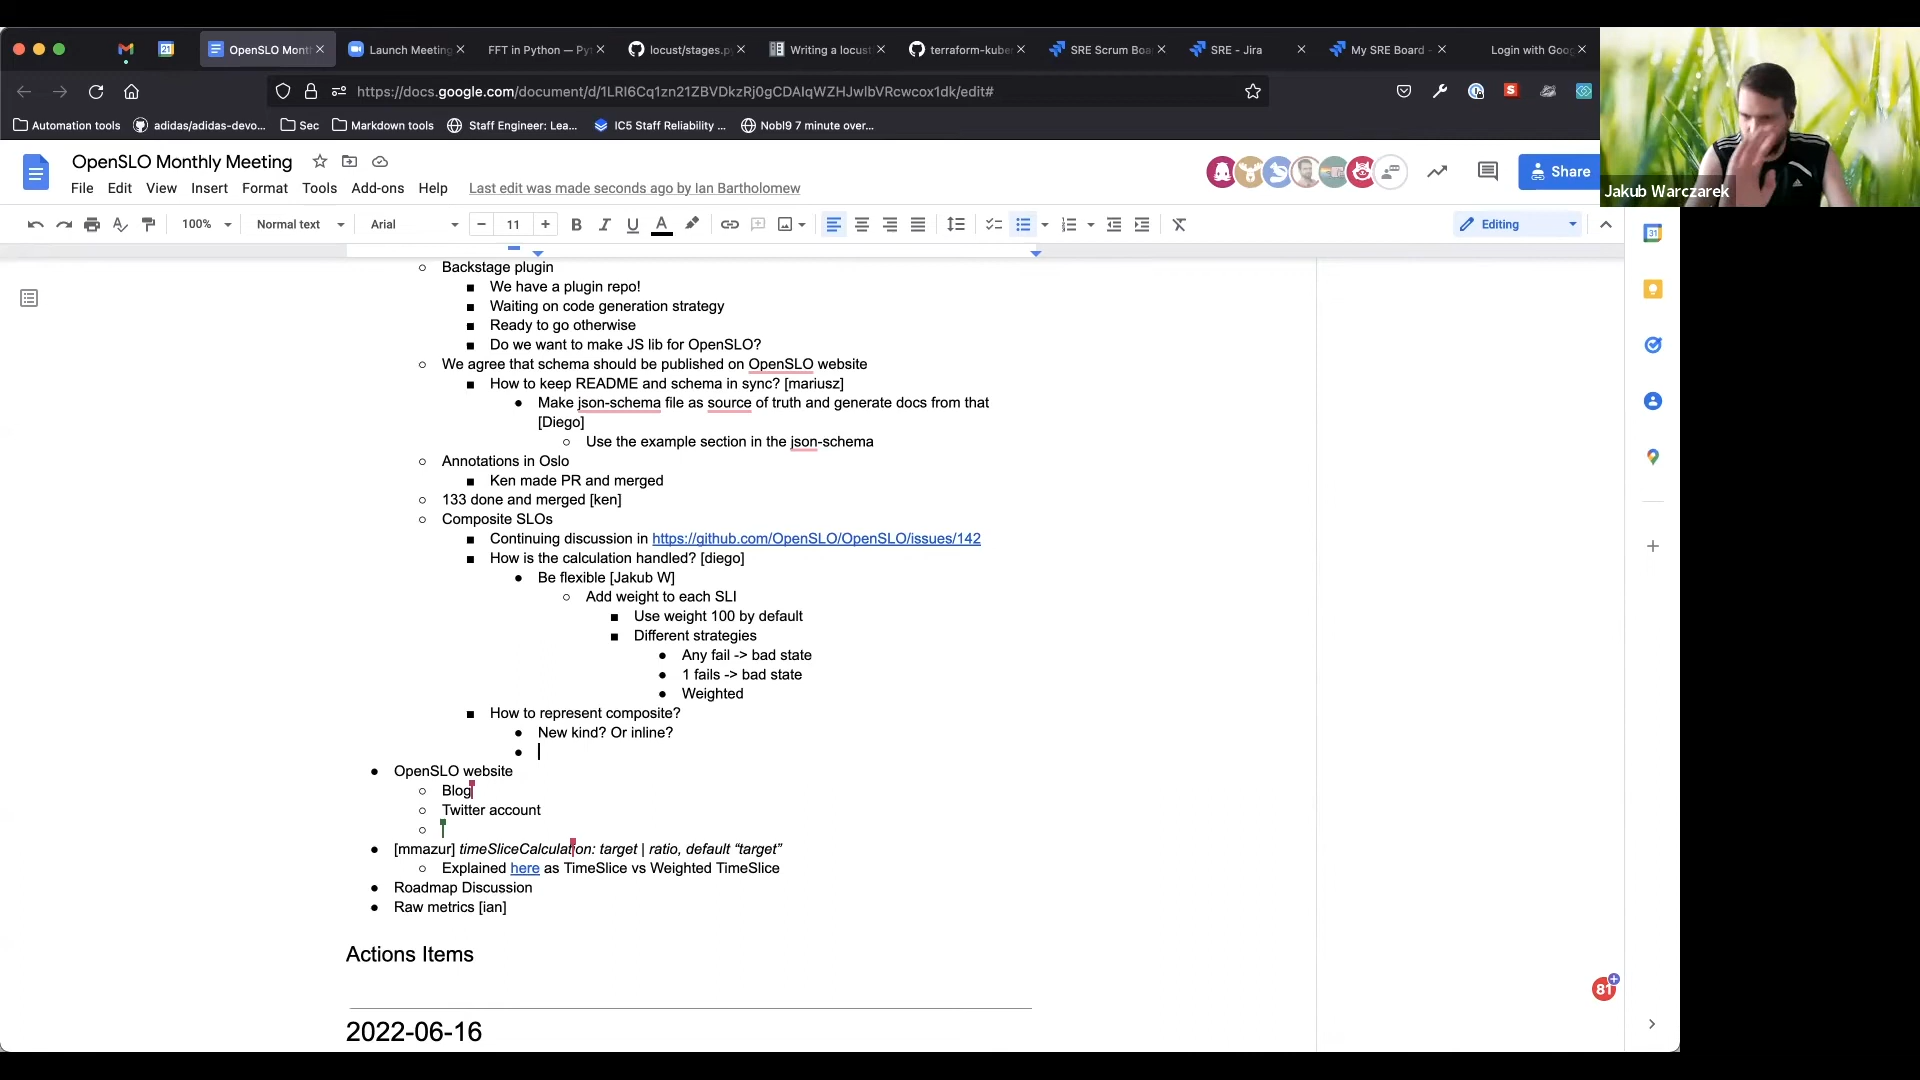 OpenSLO Month
Launch Meeting
FFT in Python — Pyt
locust/stages.p
Writing a locust
terraform-kuber
SRE Scrum Boa
SRE - Jira
My SRE Board -
Login with Goog
https://docs.google.com/document/d/1LRI6Cq1zn21ZBVDkzRj0gCDAIqWZHJwlbVRcwcox1dk/edit#
Automation tools
adidas/adidas-devo...
Sec
Markdown tools
Staff Engineer: Lea...
IC5 Staff Reliability ...
Nobl9 7 minute over...
OpenSLO Monthly Meeting
File Edit View Insert Format Tools Add-ons Help
Last edit was made seconds ago by Ian Bartholomew
Share
Jakub Warczarek
100% Normal text Arial 11 Editing
Backstage plugin
We have a plugin repo!
Waiting on code generation strategy
Ready to go otherwise
Do we want to make JS lib for OpenSLO?
We agree that schema should be published on OpenSLO website
How to keep README and schema in sync? [mariusz]
Make json-schema file as source of truth and generate docs from that
[Diego]
Use the example section in the json-schema
Annotations in Oslo
Ken made PR and merged
133 done and merged [ken]
Composite SLOs
Continuing discussion in https://github.com/OpenSLO/OpenSLO/issues/142
How is the calculation handled? [diego]
Be flexible [Jakub W]
Add weight to each SLI
Use weight 100 by default
Different strategies
Any fail -> bad state
1 fails -> bad state
Weighted
How to represent composite?
New kind? Or inline?
OpenSLO website
Blog
Twitter account
[mmazur] timeSliceCalculation: target | ratio, default “target”
Explained here as TimeSlice vs Weighted TimeSlice
Roadmap Discussion
Raw metrics [ian]
Actions Items
81
2022-06-16